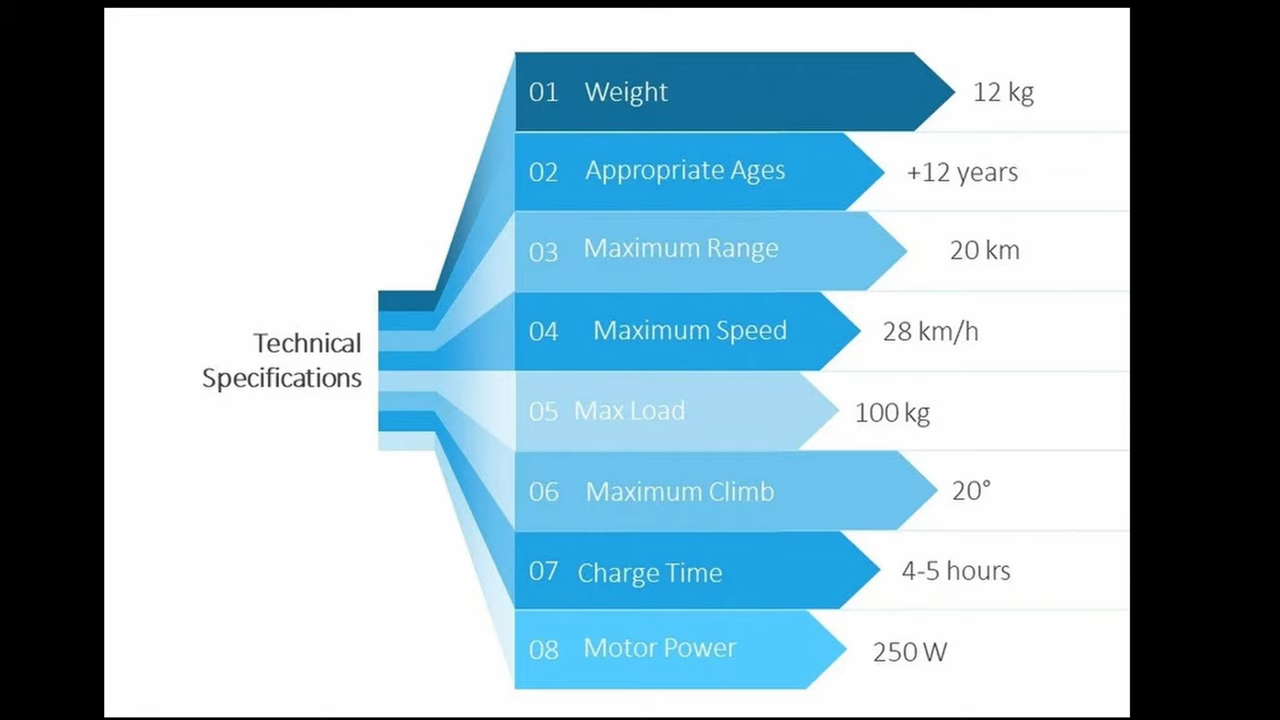 Technical
Specifications
01 Weight 12 kg
02 Appropriate Ages +12 years
03 Maximum Range 20 km
04 Maximum Speed 28 km/h
05 Max Load 100 kg
06 Maximum Climb 20°
07 Charge Time 4-5 hours
08 Motor Power 250 W